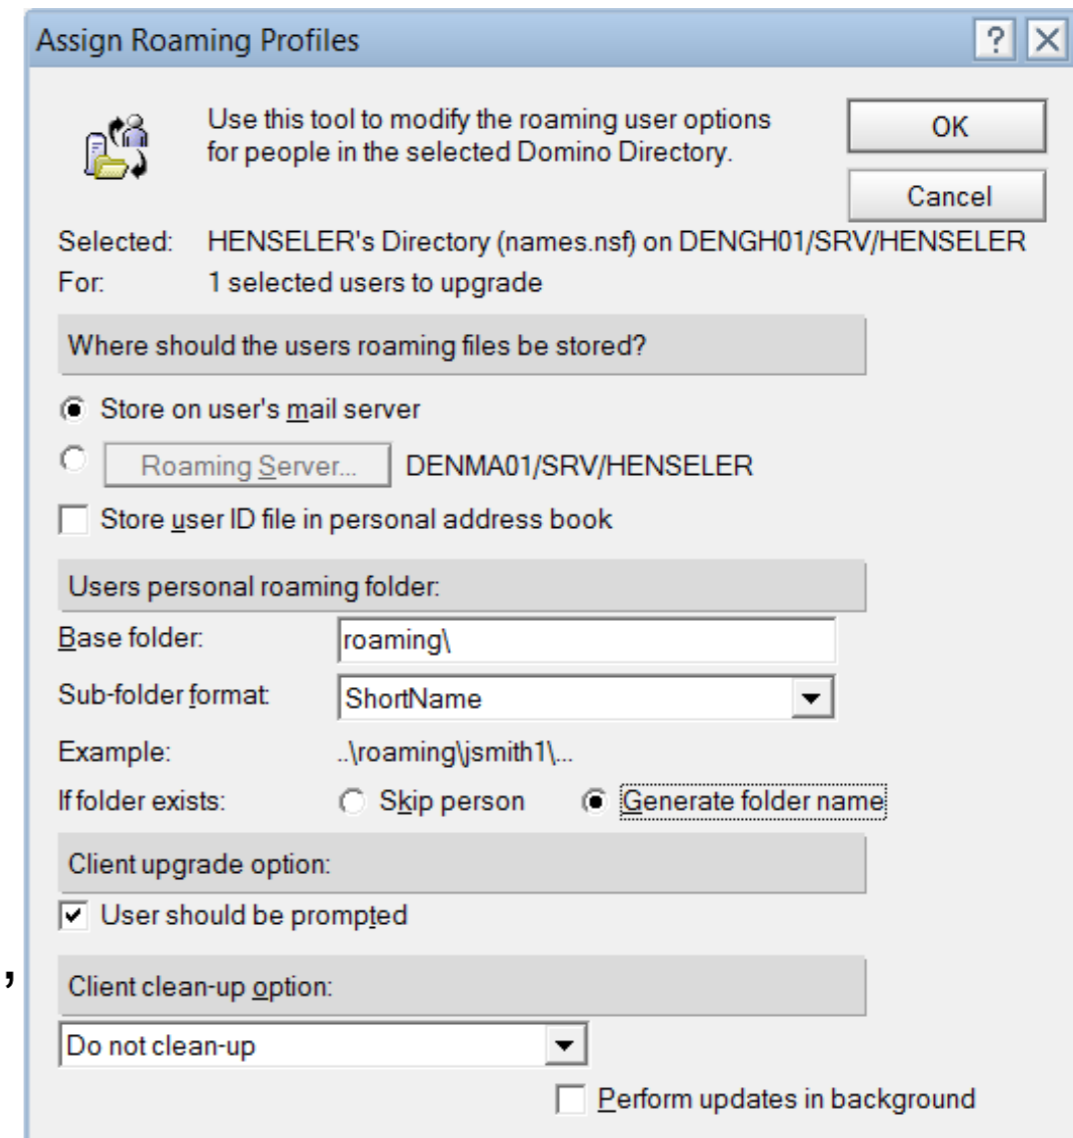 Assign Roaming Profiles
?
Use this tool to modify the roaming user options
for people in the selected Domino Directory.
OK
Cancel
Selected: HENSELER's Directory (names.nsf) on DENGH01/SRV/HENSELER
For: 1 selected users to upgrade
Where should the users roaming files be stored?
Store on user's mail server
Roaming Server... DENMA01/SRV/HENSELER
Store user ID file in personal address book
Users personal roaming folder:
Base folder: roaming\
Sub-folder format: ShortName
Example: ..\roaming\jsmith1\...
If folder exists: Skip person Generate folder name
Client upgrade option:
User should be prompted
,
Client clean-up option:
Do not clean-up
Perform updates in background